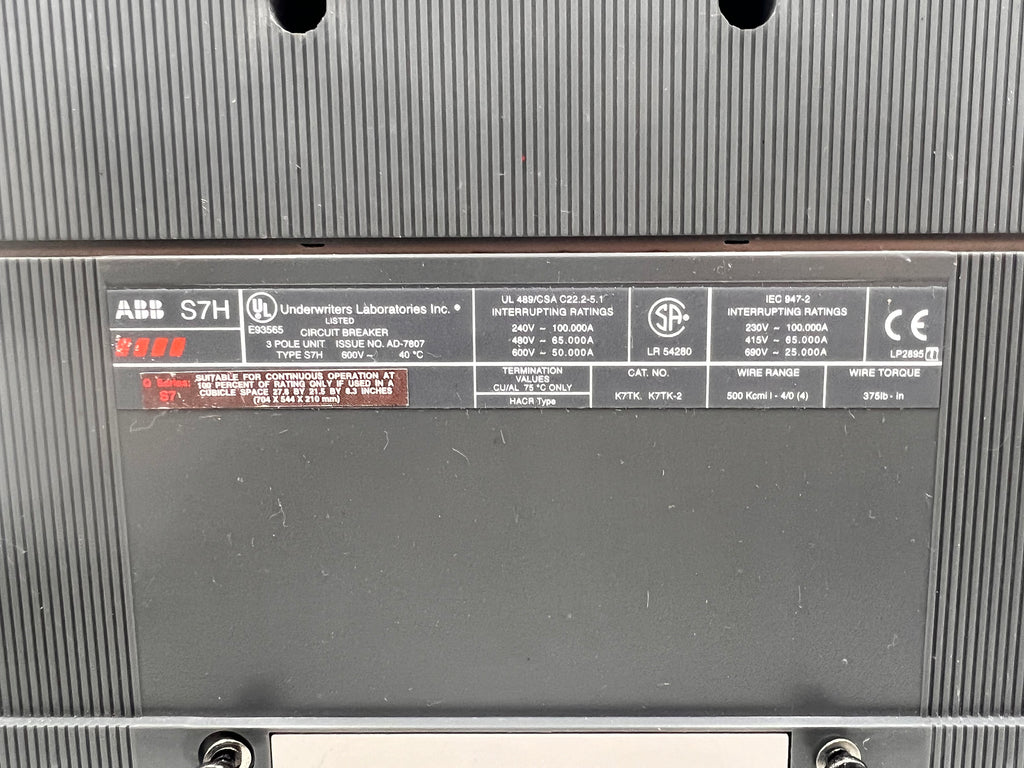 ABB S7H
UL
E93565
Underwriters Laboratories Inc. ®
LISTED
CIRCUIT BREAKER
3 POLE UNIT ISSUE NO. AD-7807
TYPE S7H 600V ~ 40 °C
UL 489/CSA C22.2-5.1
INTERRUPTING RATINGS
240V ~ 100.000A
480V ~ 65.000A
600V ~ 50.000A
SA
LR 54280
IEC 947-2
INTERRUPTING RATINGS
230V ~ 100.000A
415V ~ 65.000A
690V ~ 25.000A
CE
LP2895
Q Series:
S7
SUITABLE FOR CONTINUOUS OPERATION AT
100 PERCENT OF RATING ONLY IF USED IN A
CUBICLE SPACE 27.8 BY 21.5 BY 8.3 INCHES
(704 X 544 X 210 mm)
TERMINATION
VALUES
CU/AL 75 °C ONLY
HACR Type
CAT. NO.
K7TK. K7TK-2
WIRE RANGE
500 Kcmil - 4/0 (4)
WIRE TORQUE
375lb - in